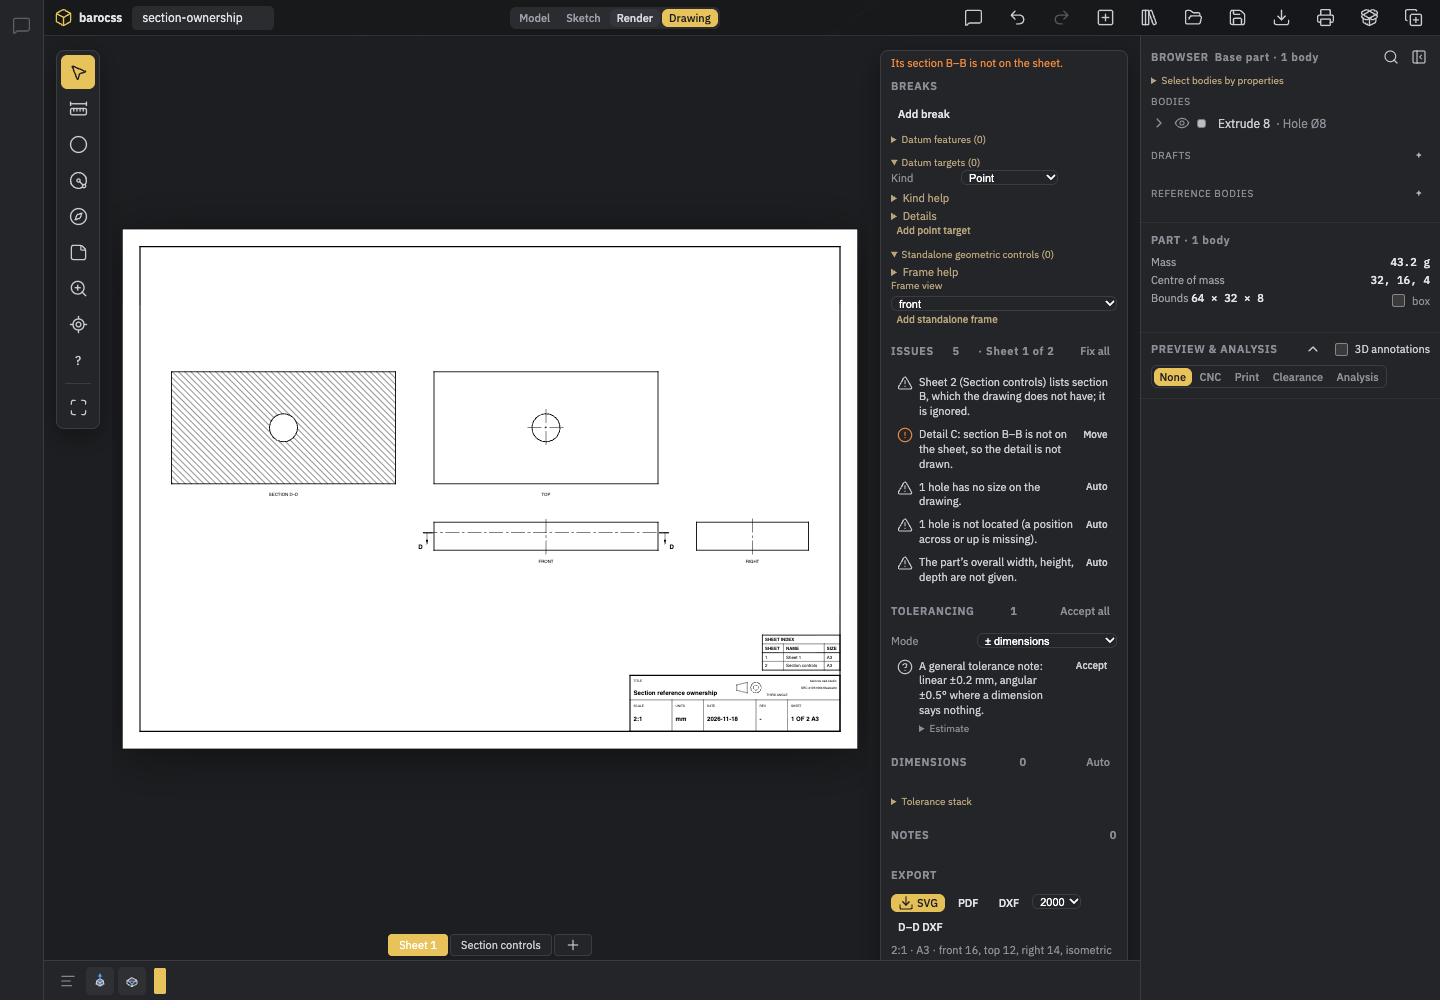 barocss
section-ownership
Model Sketch Render Drawing
Its section B–B is not on the sheet.
BREAKS
Add break
Datum features (0)
Datum targets (0)
Kind Point
Kind help
Details
Add point target
Standalone geometric controls (0)
Frame help
Frame view
front
Add standalone frame
ISSUES 5 · Sheet 1 of 2 Fix all
Sheet 2 (Section controls) lists section
B, which the drawing does not have; it
is ignored.
Detail C: section B–B is not on Move
the sheet, so the detail is not
drawn.
1 hole has no size on the Auto
drawing.
1 hole is not located (a position Auto
across or up is missing).
The part's overall width, height, Auto
depth are not given.
TOLERANCING 1 Accept all
Mode ± dimensions
A general tolerance note: Accept
linear ±0.2 mm, angular
±0.5° where a dimension
says nothing.
Estimate
DIMENSIONS 0 Auto
Tolerance stack
NOTES 0
EXPORT
SVG PDF DXF 2000
D–D DXF
2:1 · A3 · front 16, top 12, right 14, isometric
BROWSER Base part · 1 body
Select bodies by properties
BODIES
Extrude 8 · Hole Ø8
DRAFTS +
REFERENCE BODIES +
PART · 1 body
Mass 43.2 g
Centre of mass 32, 16, 4
Bounds 64 × 32 × 8 box
PREVIEW & ANALYSIS 3D annotations
None CNC Print Clearance Analysis
?
SECTION D–D
TOP
D D
FRONT
RIGHT
SHEET INDEX
SHEET NAME SIZE
1 Sheet 1 A3
2 Section controls A3
TITLE
Section reference ownership
THIRD ANGLE
SCALE UNITS DATE REV SHEET
2:1 mm 2026-11-18 - 1 OF 2 A3
Sheet 1 Section controls +